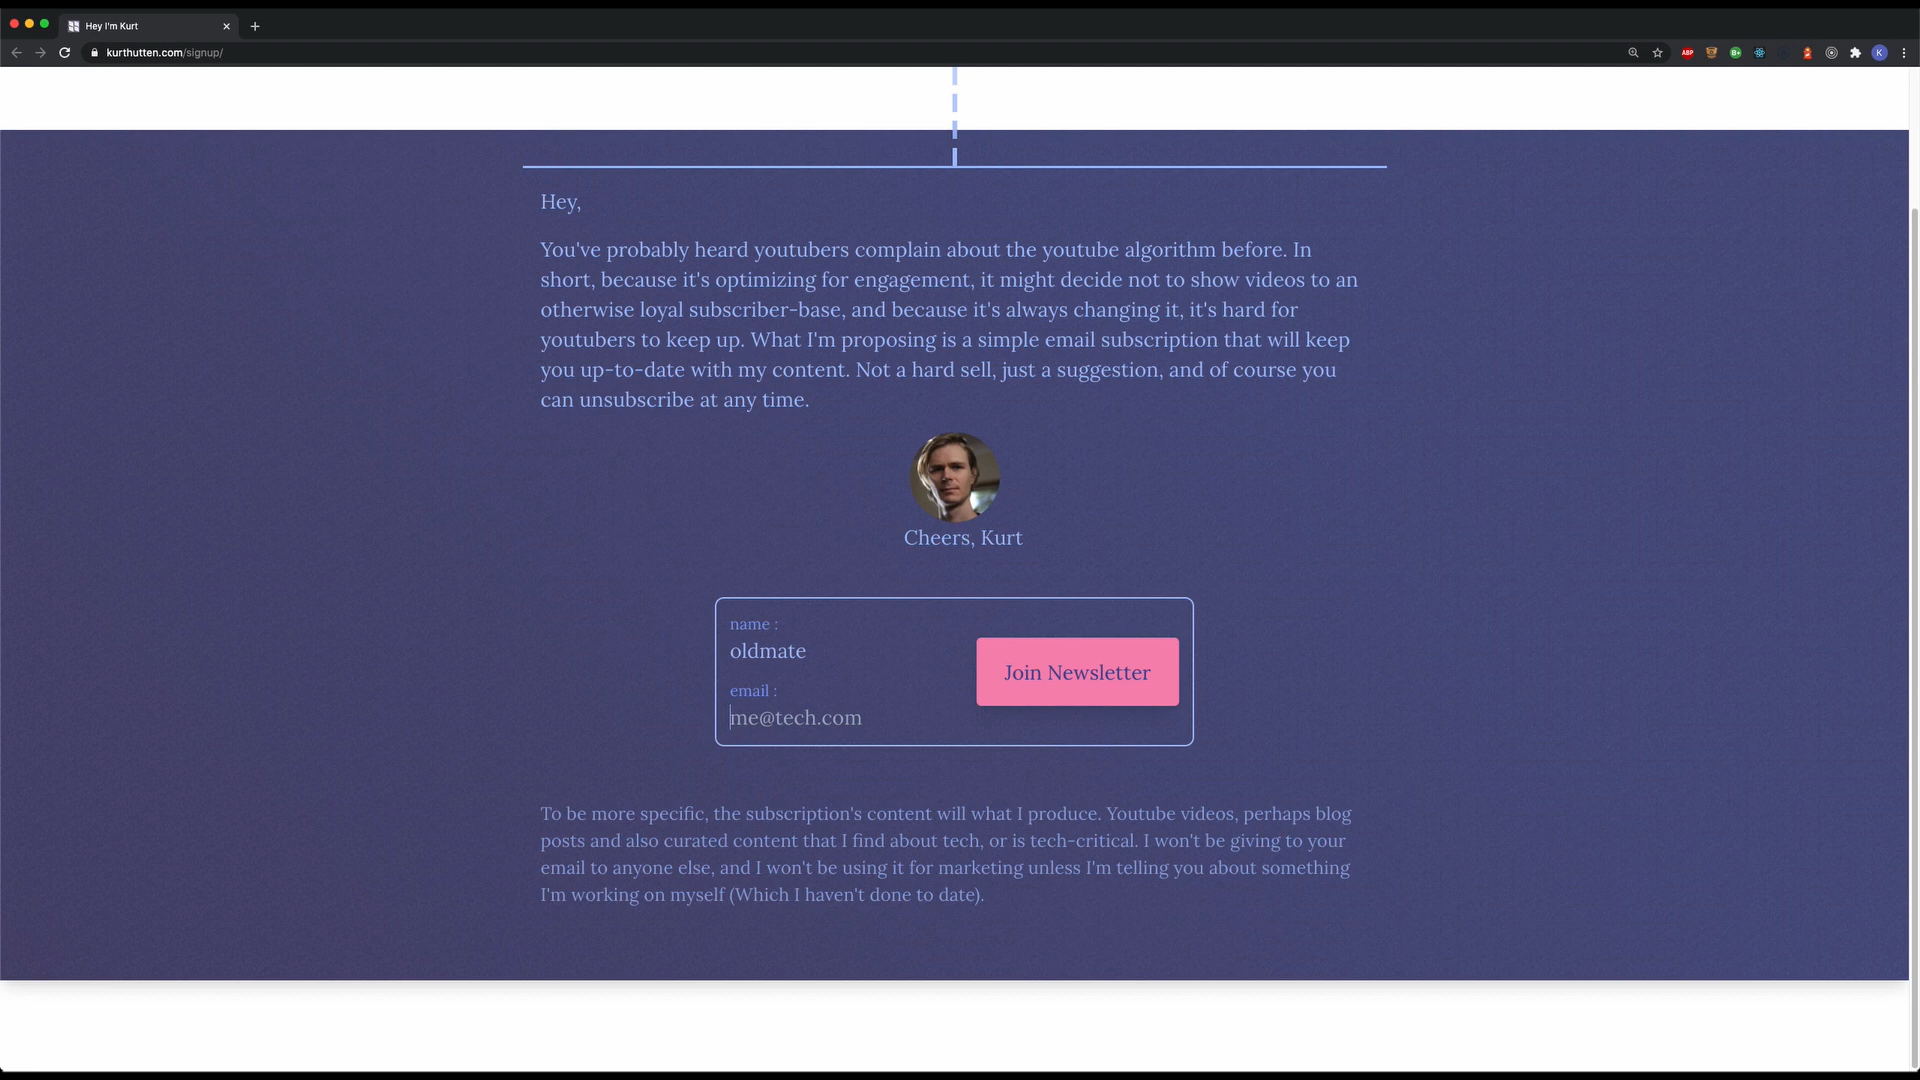 Hey I'm Kurt
kurthutten.com/signup/
ABP
K
Hey,
You've probably heard youtubers complain about the youtube algorithm before. In
short, because it's optimizing for engagement, it might decide not to show videos to an
otherwise loyal subscriber-base, and because it's always changing it, it's hard for
youtubers to keep up. What I'm proposing is a simple email subscription that will keep
you up-to-date with my content. Not a hard sell, just a suggestion, and of course you
can unsubscribe at any time.
Cheers, Kurt
name :
oldmate
Join Newsletter
email :
me@tech.com
To be more specific, the subscription's content will what I produce. Youtube videos, perhaps blog
posts and also curated content that I find about tech, or is tech-critical. I won't be giving to your
email to anyone else, and I won't be using it for marketing unless I'm telling you about something
I'm working on myself (Which I haven't done to date).